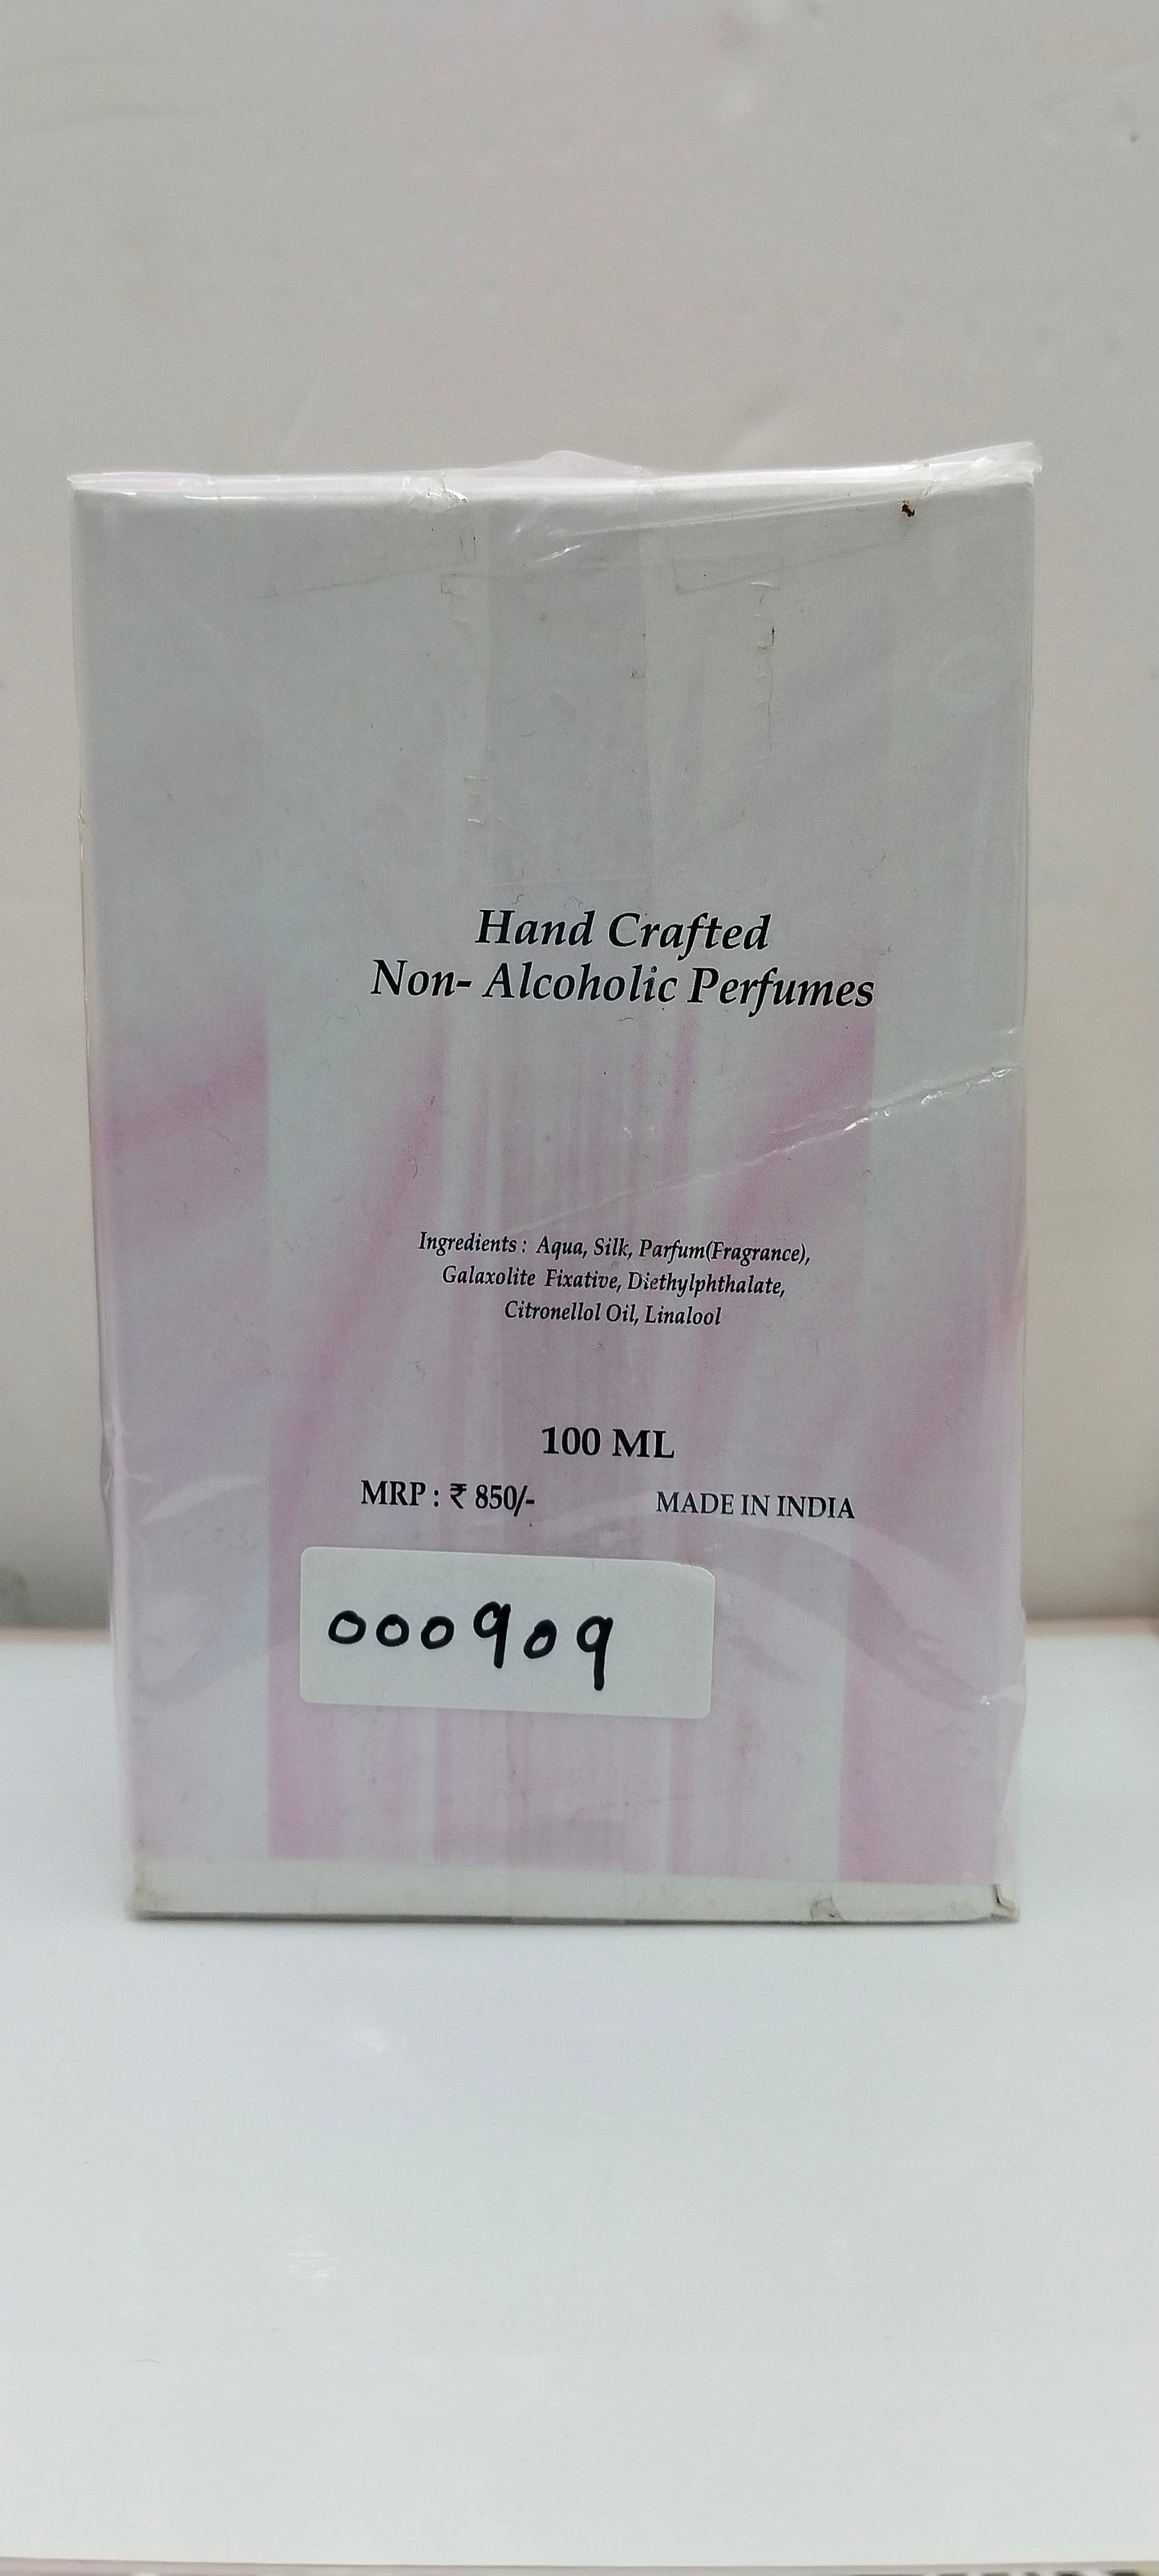 Hand Crafted
Non- Alcoholic Perfumes
Ingredients : Aqua, Silk, Parfum(Fragrance),
Galaxolite Fixative, Diethylphthalate,
Citronellol Oil, Linalool
100 ML
MRP : ₹ 850/- MADE IN INDIA
000909